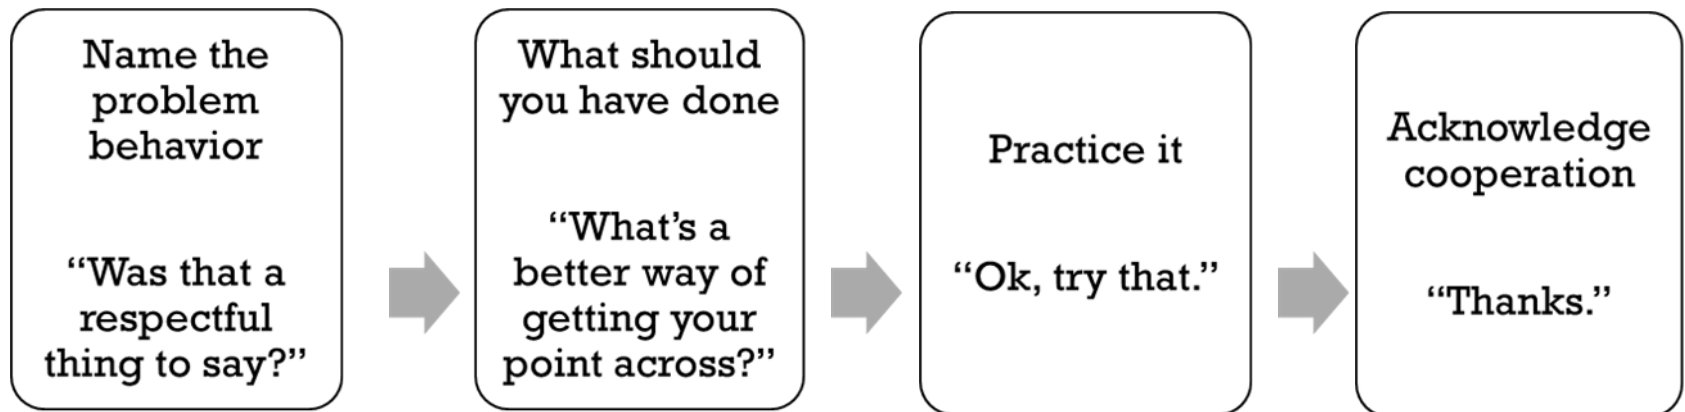 Name the
problem
behavior
“Was that a
respectful
thing to say?”
What should
you have done
“What’s a
better way of
getting your
point across?”
Practice it
“Ok, try that.”
Acknowledge
cooperation
“Thanks.”